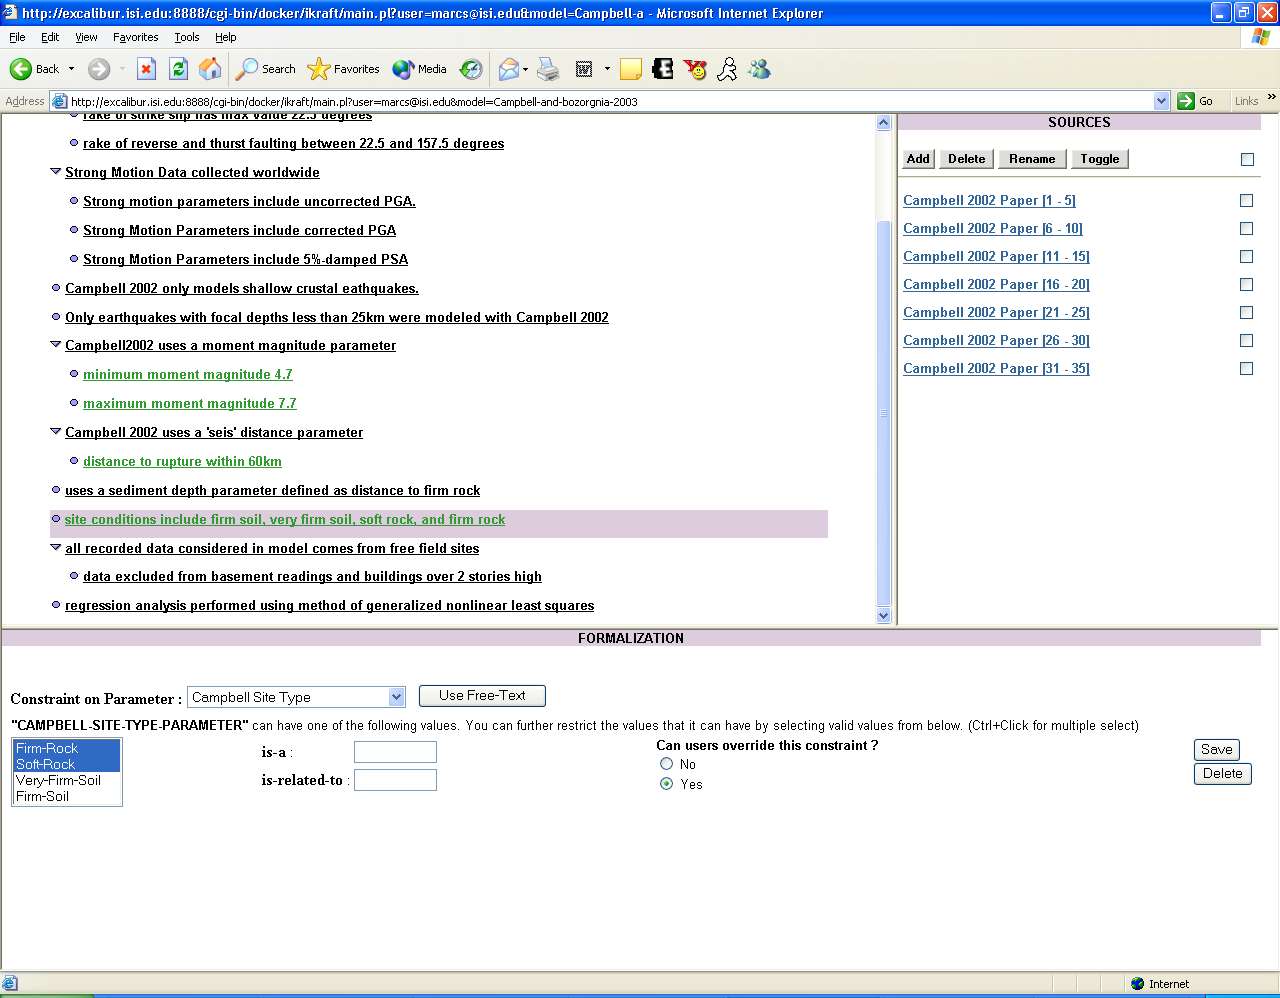 http://excalibur.isi.edu:8888/cgi-bin/docker/ikraft/main.pl?user=marcs@isi.edu&model=Campbell-a - Microsoft Internet Explorer
File Edit View Favorites Tools Help
Back Search Favorites Media
Address http://excalibur.isi.edu:8888/cgi-bin/docker/ikraft/main.pl?user=marcs@isi.edu&model=Campbell-and-bozorgnia-2003 Go Links »
rake of strike slip has max value 22.5 degrees
rake of reverse and thurst faulting between 22.5 and 157.5 degrees
Strong Motion Data collected worldwide
Strong motion parameters include uncorrected PGA.
Strong Motion Parameters include corrected PGA
Strong Motion Parameters include 5%-damped PSA
Campbell 2002 only models shallow crustal eathquakes.
Only earthquakes with focal depths less than 25km were modeled with Campbell 2002
Campbell2002 uses a moment magnitude parameter
minimum moment magnitude 4.7
maximum moment magnitude 7.7
Campbell 2002 uses a 'seis' distance parameter
distance to rupture within 60km
uses a sediment depth parameter defined as distance to firm rock
site conditions include firm soil, very firm soil, soft rock, and firm rock
all recorded data considered in model comes from free field sites
data excluded from basement readings and buildings over 2 stories high
regression analysis performed using method of generalized nonlinear least squares
SOURCES
Add Delete Rename Toggle
Campbell 2002 Paper [1 - 5]
Campbell 2002 Paper [6 - 10]
Campbell 2002 Paper [11 - 15]
Campbell 2002 Paper [16 - 20]
Campbell 2002 Paper [21 - 25]
Campbell 2002 Paper [26 - 30]
Campbell 2002 Paper [31 - 35]
FORMALIZATION
Constraint on Parameter : Campbell Site Type Use Free-Text
"CAMPBELL-SITE-TYPE-PARAMETER" can have one of the following values. You can further restrict the values that it can have by selecting valid values from below. (Ctrl+Click for multiple select)
Firm-Rock
Soft-Rock
Very-Firm-Soil
Firm-Soil
is-a :
is-related-to :
Can users override this constraint ?
No
Yes
Save
Delete
Internet